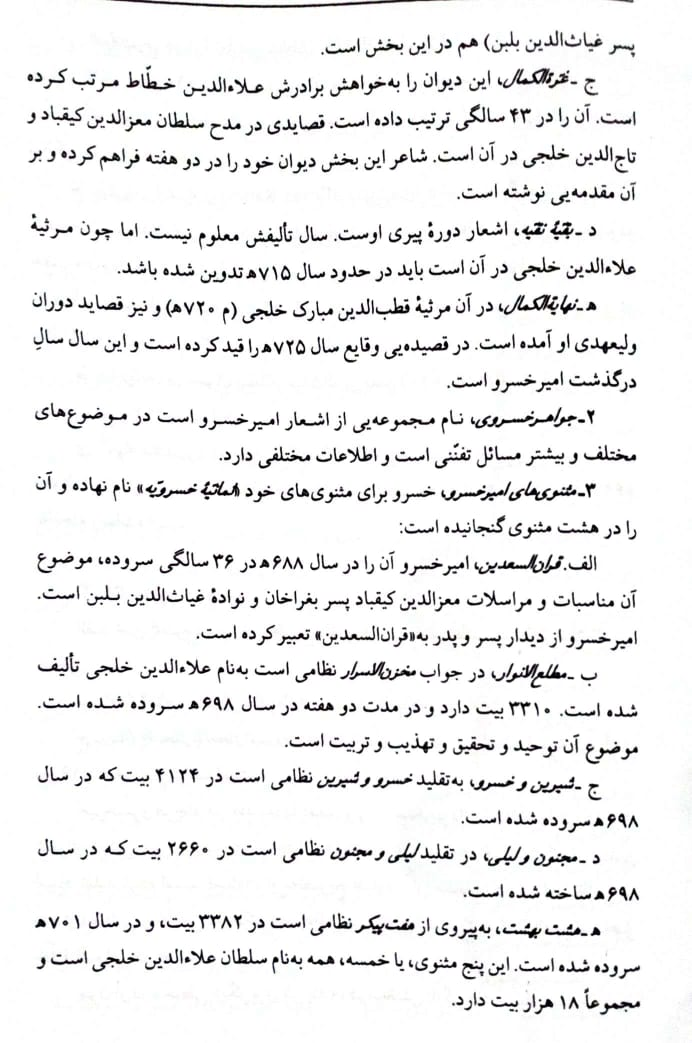 پسر غیاث‌الدین بلبن) هم در این بخش است.
ج ـ غرةالکمال، این دیوان را به‌خواهش برادرش علاءالدین خطّاط مرتب کرده
است. آن را در ۴۳ سالگی ترتیب داده است. قصایدی در مدح سلطان معزالدین کیقباد و
تاج‌الدین خلجی در آن است. شاعر این بخش دیوان خود را در دو هفته فراهم کرده و بر
آن مقدمه‌یی نوشته است.
د ـ بقیهٔ نقیه، اشعار دورهٔ پیری اوست. سال تألیفش معلوم نیست. اما چون مرثیهٔ
علاءالدین خلجی در آن است باید در حدود سال ۷۱۵ه‍ تدوین شده باشد.
ه‍ ـ نهایةالکمال، در آن مرثیهٔ قطب‌الدین مبارک خلجی (م ۷۲۰ه‍) و نیز قصاید دوران
ولیعهدی او آمده است. در قصیده‌یی وقایع سال ۷۲۵ه‍ را قید کرده است و این سال سالِ
درگذشت امیرخسرو است.
۲ـ جواهر خسروی، نام مجموعه‌یی از اشعار امیرخسرو است در موضوع‌های
مختلف و بیشتر مسائل تفنّنی است و اطلاعات مختلفی دارد.
۳ـ مثنوی‌های امیرخسرو، خسرو برای مثنوی‌های خود «ثمانیهٔ خسرویّه» نام نهاده و آن
را در هشت مثنوی گنجانیده است:
الف. قران‌السعدین، امیرخسرو آن را در سال ۶۸۸ه‍ در ۳۶ سالگی سروده، موضوع
آن مناسبات و مراسلات معزالدین کیقباد پسر بغراخان و نوادهٔ غیاث‌الدین بلبن است.
امیرخسرو از دیدار پسر و پدر به «قران‌السعدین» تعبیر کرده است.
ب ـ مطلع‌الانوار، در جواب مخزن‌الاسرار نظامی است به‌نام علاءالدین خلجی تألیف
شده است. ۳۳۱۰ بیت دارد و در مدت دو هفته در سال ۶۹۸ه‍ سروده شده است.
موضوع آن توحید و تحقیق و تهذیب و تربیت است.
ج ـ شیرین و خسرو، به‌تقلید خسرو و شیرین نظامی است در ۴۱۲۴ بیت که در سال
۶۹۸ه‍ سروده شده است.
د ـ مجنون و لیلی، در تقلید لیلی و مجنون نظامی است در ۲۶۶۰ بیت که در سال
۶۹۸ه‍ ساخته شده است.
ه‍ ـ هشت بهشت، به‌پیروی از هفت پیکر نظامی است در ۳۳۸۲ بیت، و در سال ۷۰۱ه‍
سروده شده است. این پنج مثنوی، یا خمسه، همه به‌نام سلطان علاءالدین خلجی است و
مجموعاً ۱۸ هزار بیت دارد.